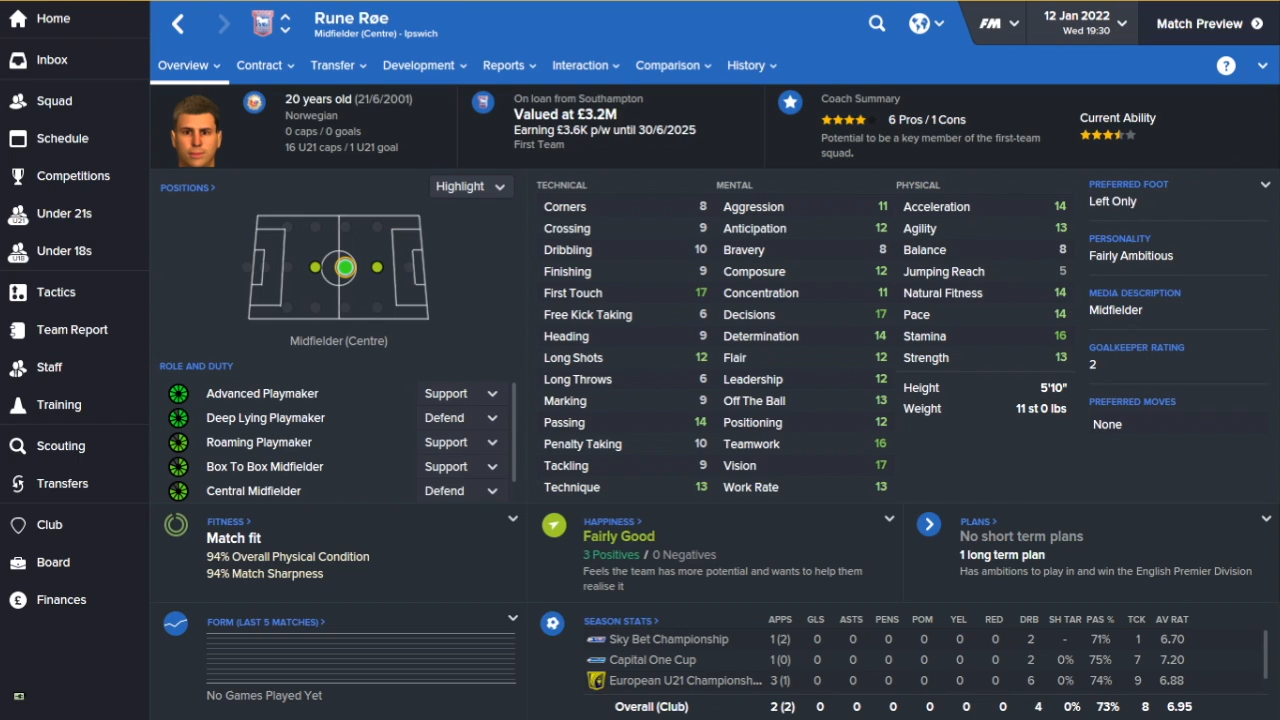 Home
Inbox
Squad
Schedule
Competitions
U21
Under 21s
U18
Under 18s
Tactics
Team Report
Staff
Training
Scouting
Transfers
Club
Board
Finances
Rune Røe
Midfielder (Centre) - Ipswich
FM
12 Jan 2022
Wed 19:30
Match Preview
Overview Contract Transfer Development Reports Interaction Comparison History
?
20 years old (21/6/2001)
Norwegian
0 caps / 0 goals
16 U21 caps / 1 U21 goal
On loan from Southampton
Valued at £3.2M
Earning £3.6K p/w until 30/6/2025
First Team
Coach Summary
6 Pros / 1 Cons
Potential to be a key member of the first-team
squad.
Current Ability
POSITIONS >
Highlight
Midfielder (Centre)
ROLE AND DUTY
Advanced Playmaker Support
Deep Lying Playmaker Defend
Roaming Playmaker Support
Box To Box Midfielder Support
Central Midfielder Defend
TECHNICAL
Corners 8
Crossing 9
Dribbling 10
Finishing 9
First Touch 17
Free Kick Taking 6
Heading 9
Long Shots 12
Long Throws 6
Marking 9
Passing 14
Penalty Taking 10
Tackling 9
Technique 13
MENTAL
Aggression 11
Anticipation 12
Bravery 8
Composure 12
Concentration 11
Decisions 17
Determination 14
Flair 12
Leadership 12
Off The Ball 13
Positioning 12
Teamwork 16
Vision 17
Work Rate 13
PHYSICAL
Acceleration 14
Agility 13
Balance 8
Jumping Reach 5
Natural Fitness 14
Pace 14
Stamina 16
Strength 13
Height 5'10"
Weight 11 st 0 lbs
PREFERRED FOOT
Left Only
PERSONALITY
Fairly Ambitious
MEDIA DESCRIPTION
Midfielder
GOALKEEPER RATING
2
PREFERRED MOVES
None
FITNESS >
Match fit
94% Overall Physical Condition
94% Match Sharpness
HAPPINESS >
Fairly Good
3 Positives / 0 Negatives
Feels the team has more potential and wants to help them
realise it
PLANS >
No short term plans
1 long term plan
Has ambitions to play in and win the English Premier Division
FORM (LAST 5 MATCHES) >
No Games Played Yet
SEASON STATS > APPS GLS ASTS PENS POM YEL RED DRB SH TAR PAS % TCK AV RAT
Sky Bet Championship 1 (2) 0 0 0 0 0 0 2 - 71% 1 6.70
Capital One Cup 1 (0) 0 0 0 0 0 0 2 0% 75% 7 7.20
European U21 Championsh... 3 (1) 0 0 0 0 0 0 6 0% 74% 9 6.88
Overall (Club) 2 (2) 0 0 0 0 0 0 4 0% 73% 8 6.95